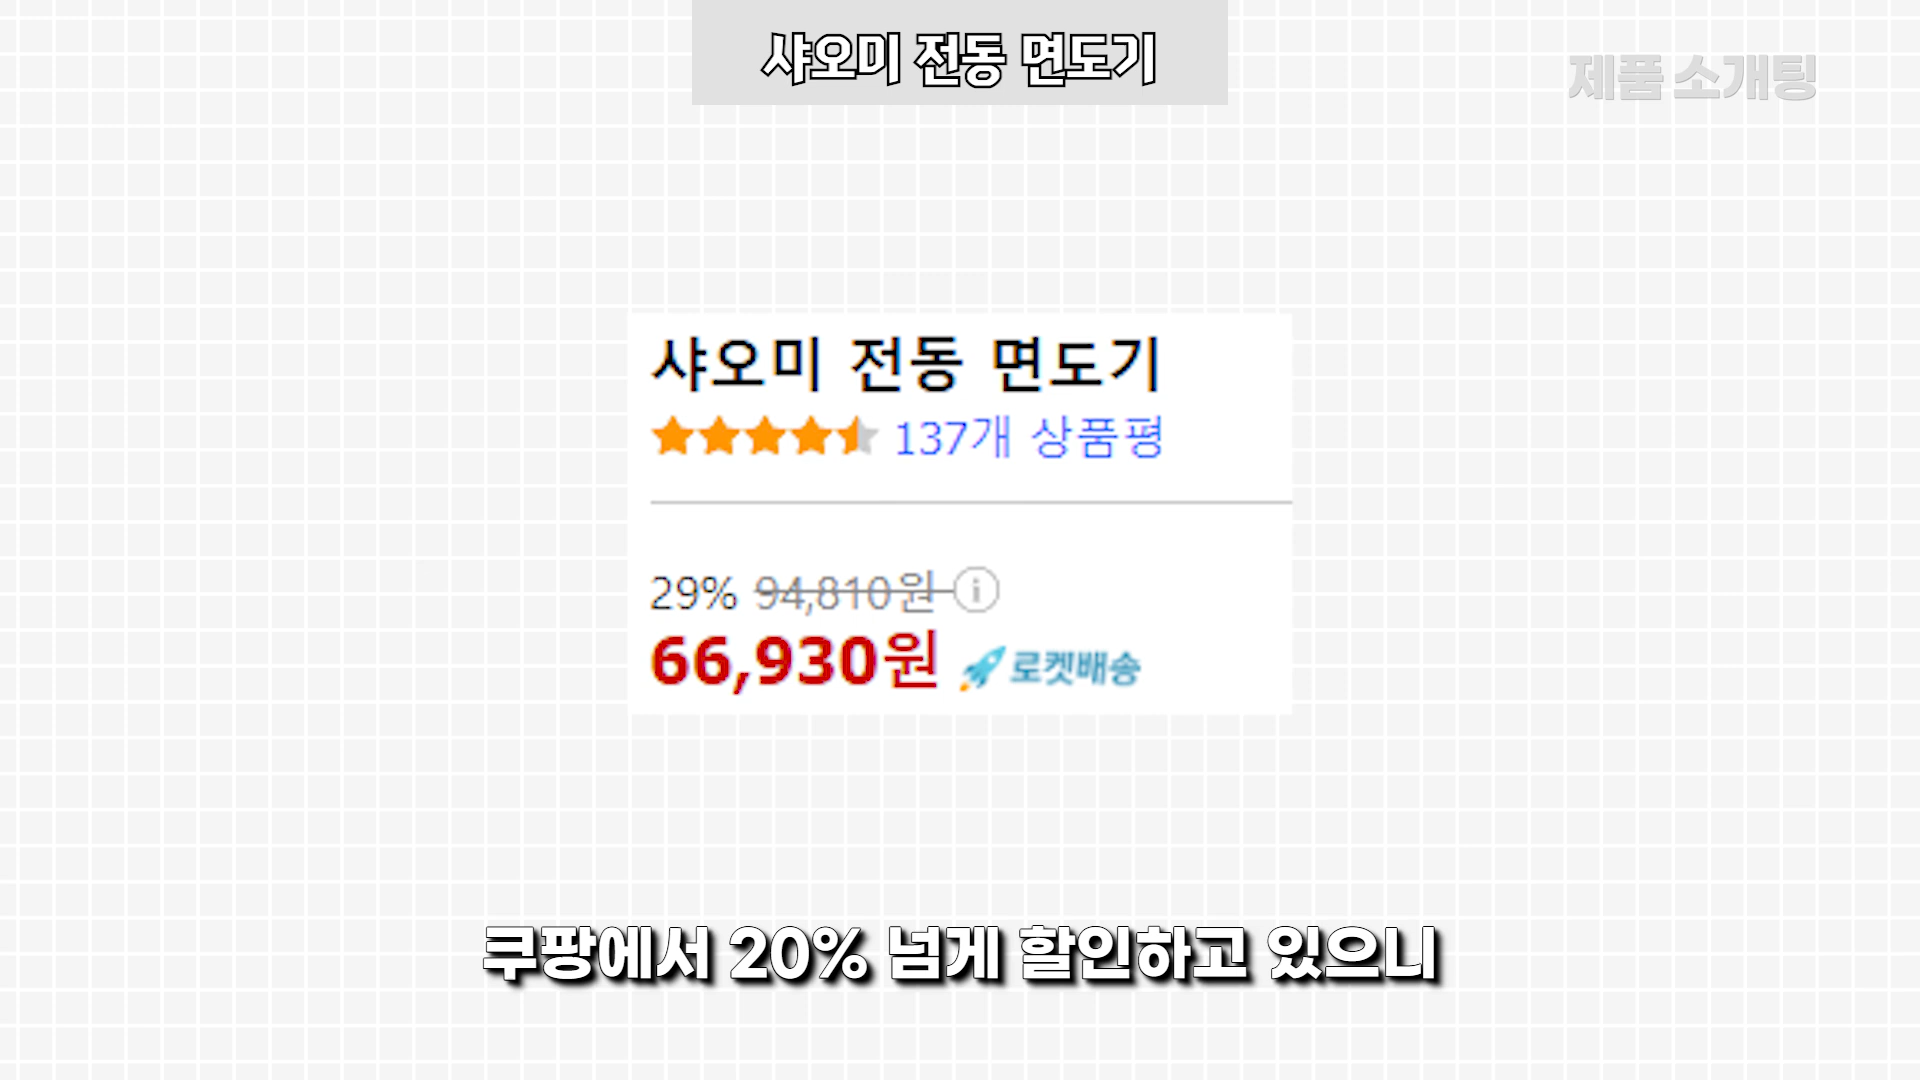 샤오미 전동 면도기
제품 소개팅
샤오미 전동 면도기
137개 상품평
29% 94,810원
66,930원 로켓배송
쿠팡에서 20% 넘게 할인하고 있으니